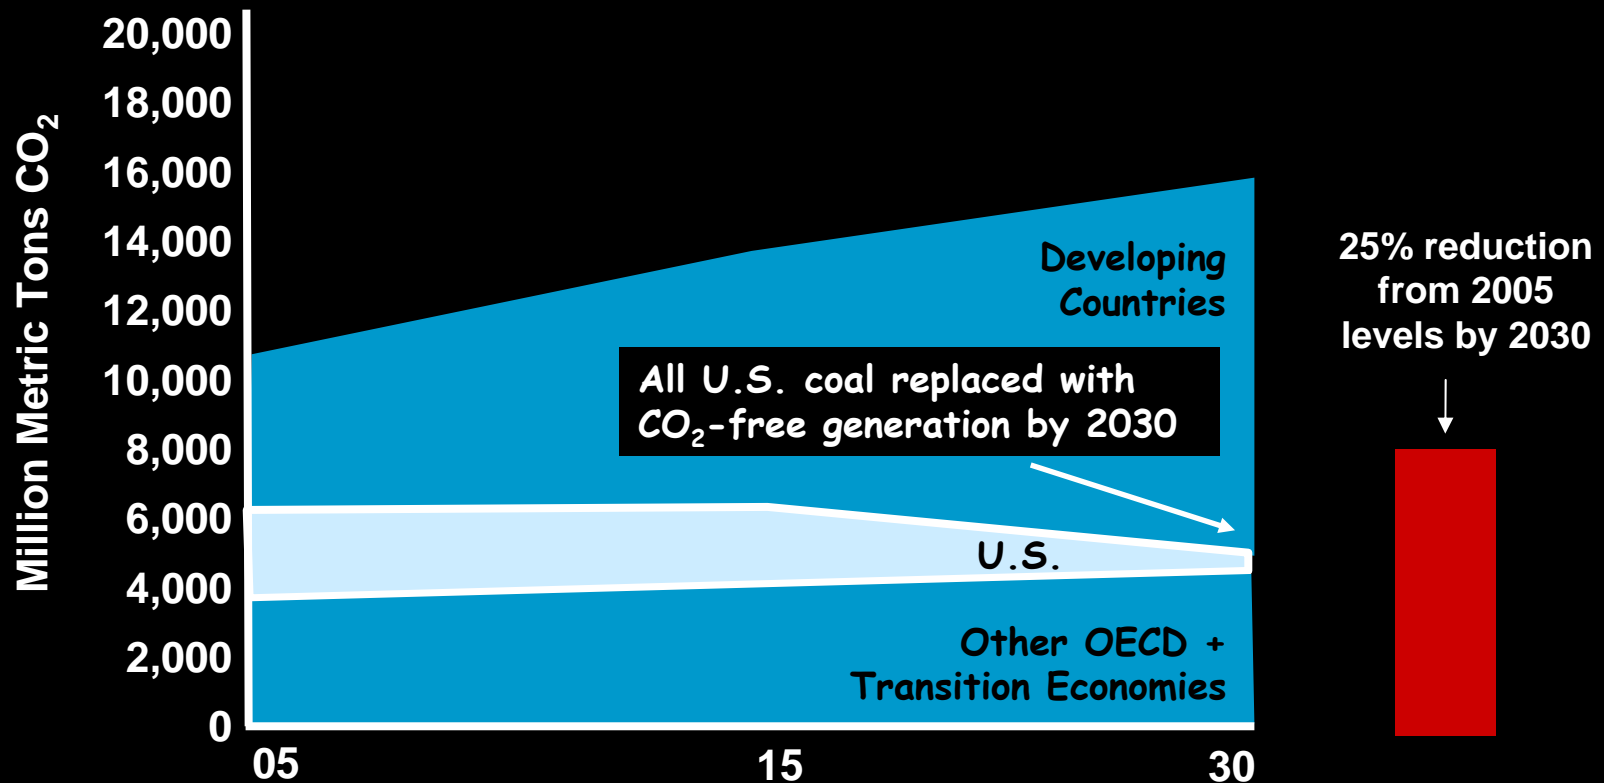 Million Metric Tons CO₂
20,000
18,000
16,000
14,000
12,000
10,000
8,000
6,000
4,000
2,000
0
05
15
30
Developing
Countries
All U.S. coal replaced with
CO₂-free generation by 2030
U.S.
Other OECD +
Transition Economies
25% reduction
from 2005
levels by 2030